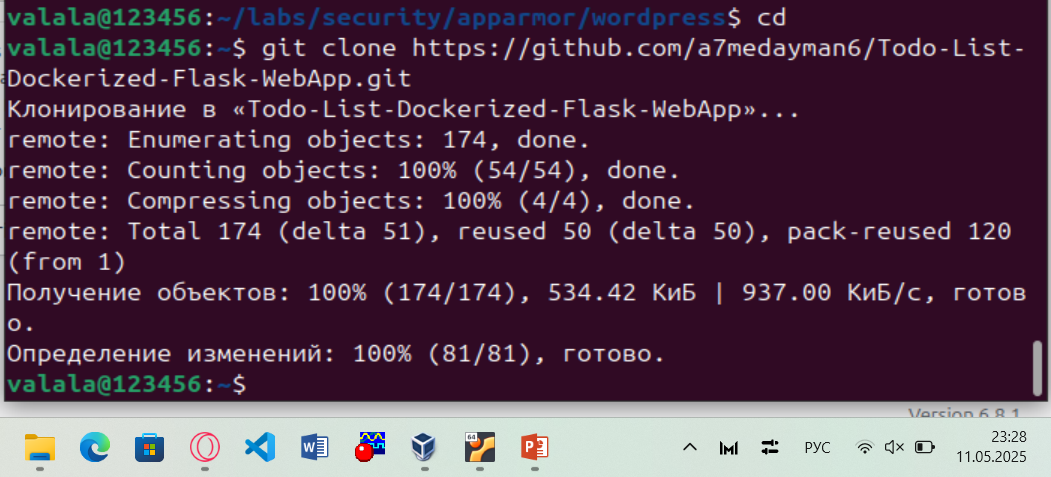 valala@123456:~/labs/security/apparmor/wordpress$ cd
valala@123456:~$ git clone https://github.com/a7medayman6/Todo-List-
Dockerized-Flask-WebApp.git
Клонирование в «Todo-List-Dockerized-Flask-WebApp»...
remote: Enumerating objects: 174, done.
remote: Counting objects: 100% (54/54), done.
remote: Compressing objects: 100% (4/4), done.
remote: Total 174 (delta 51), reused 50 (delta 50), pack-reused 120
(from 1)
Получение объектов: 100% (174/174), 534.42 КиБ | 937.00 КиБ/с, готов
о.
Определение изменений: 100% (81/81), готово.
valala@123456:~$
Version 6.8.1
64
РУС
23:28
11.05.2025